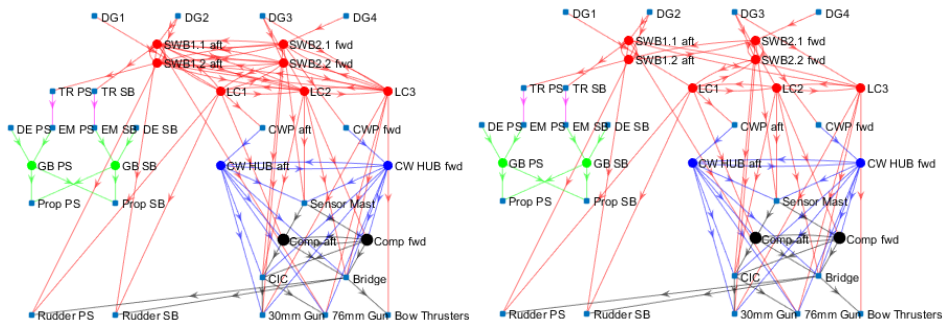 DG1 DG2 DG3 DG4
SWB1.1 aft SWB2.1 fwd
SWB1.2 aft SWB2.2 fwd
TR PS TR SB LC1 LC2 LC3
DE PS EM PS EM SB DE SB CWP aft CWP fwd
GB PS GB SB CW HUB aft CW HUB fwd
Prop PS Prop SB Sensor Mast
Comp aft Comp fwd
CIC Bridge
Rudder PS Rudder SB 30mm Gun 76mm Gun Bow Thrusters
DG1 DG2 DG3 DG4
SWB1.1 aft SWB2.1 fwd
SWB1.2 aft SWB2.2 fwd
TR PS TR SB LC1 LC2 LC3
DE PS EM PS EM SB DE SB CWP aft CWP fwd
GB PS GB SB CW HUB aft CW HUB fwd
Prop PS Prop SB Sensor Mast
Comp aft Comp fwd
CIC Bridge
Rudder PS Rudder SB 30mm Gun 76mm Gun Bow Thrusters